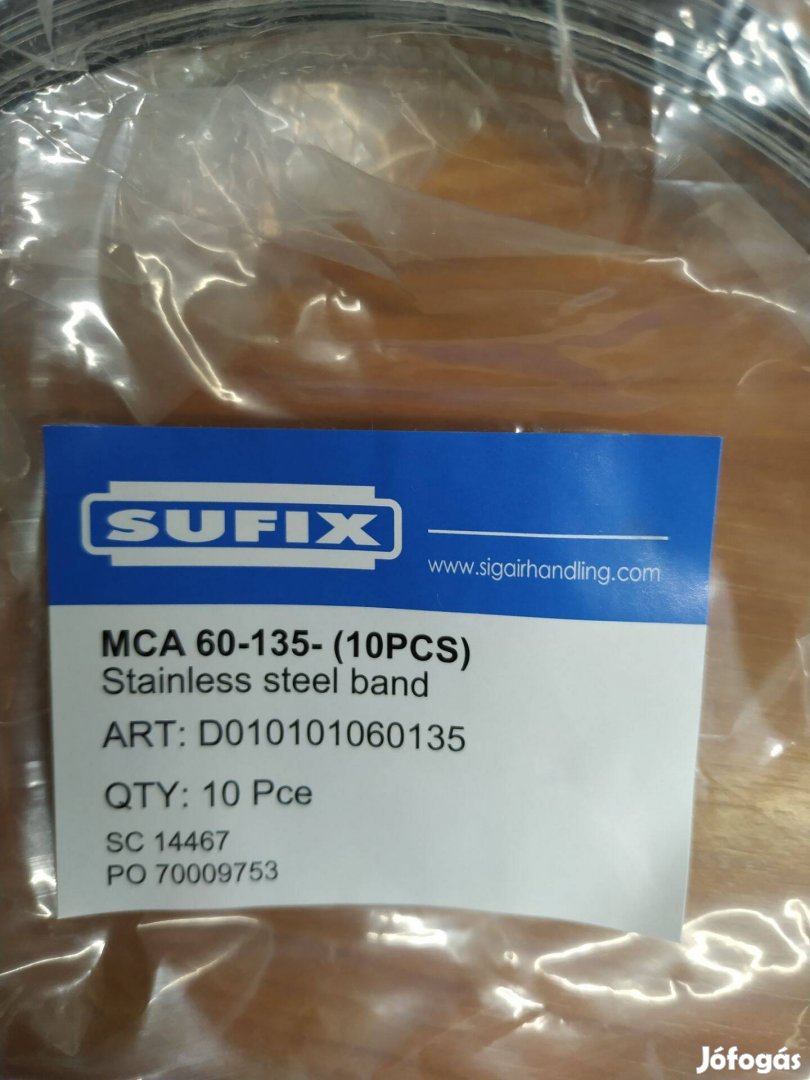 SUFIX
www.sigairhandling.com
MCA 60-135- (10PCS)
Stainless steel band
ART: D010101060135
QTY: 10 Pce
SC 14467
PO 70009753
Jófogás